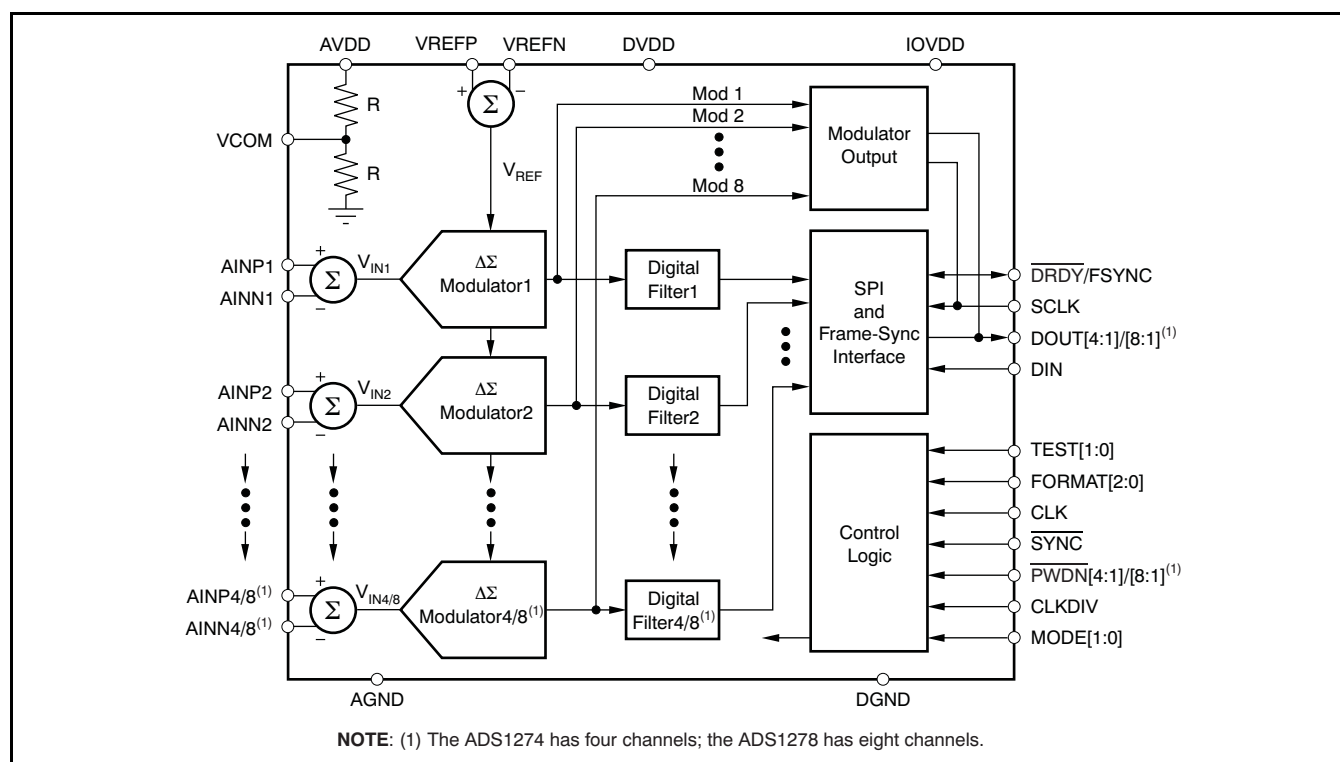 AVDD
VREFP
VREFN
DVDD
IOVDD
R
+
Σ
−
Mod 1
Mod 2
Modulator
Output
VCOM
R
VREF
Mod 8
AINP1
AINN1
+
Σ
−
VIN1
ΔΣ
Modulator1
Digital
Filter1
SPI
and
Frame-Sync
Interface
DRDY/FSYNC
SCLK
DOUT[4:1]/[8:1](1)
DIN
AINP2
AINN2
+
Σ
−
VIN2
ΔΣ
Modulator2
Digital
Filter2
Control
Logic
TEST[1:0]
FORMAT[2:0]
CLK
SYNC
PWDN[4:1]/[8:1](1)
CLKDIV
MODE[1:0]
AINP4/8(1)
AINN4/8(1)
+
Σ
−
VIN4/8
ΔΣ
Modulator4/8(1)
Digital
Filter4/8(1)
AGND
DGND
NOTE: (1) The ADS1274 has four channels; the ADS1278 has eight channels.